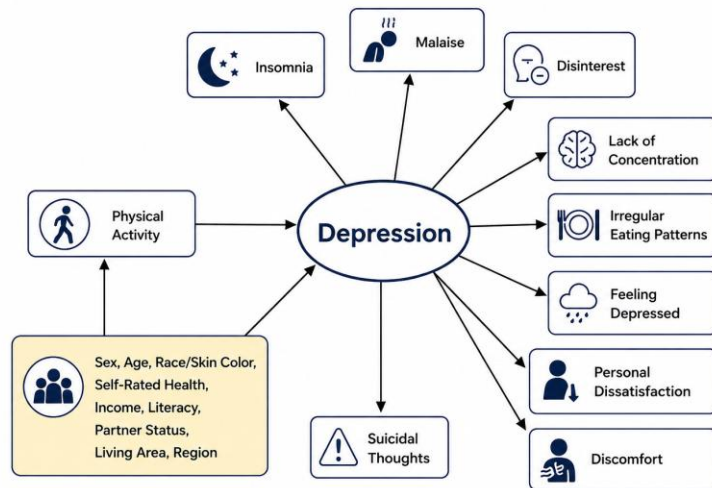 Malaise
Insomnia
Disinterest
Lack of
Concentration
Physical
Activity
Depression
Irregular
Eating Patterns
Feeling
Depressed
Sex, Age, Race/Skin Color,
Self-Rated Health,
Income, Literacy,
Partner Status,
Living Area, Region
Personal
Dissatisfaction
Suicidal
Thoughts
Discomfort